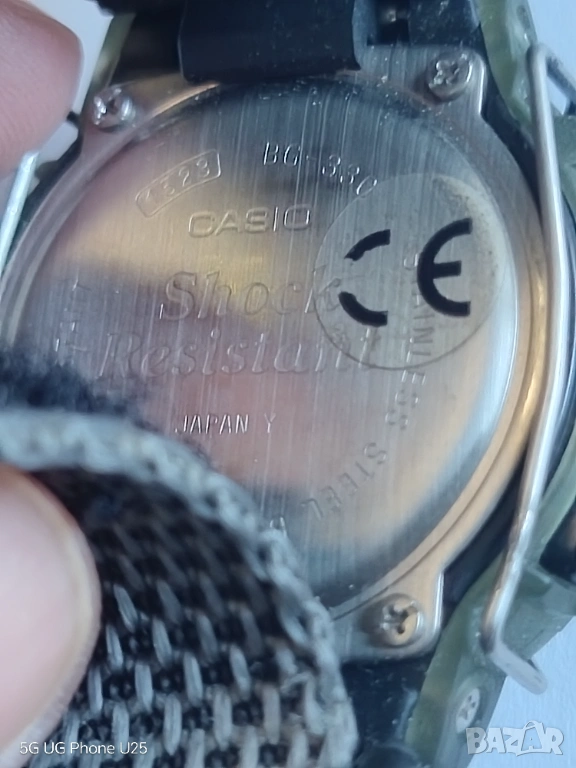 BG-330
1523
CASIO
CE
Shock
Resistant
STAINLESS STEEL
JAPAN Y
5G UG Phone U25
BAZAR